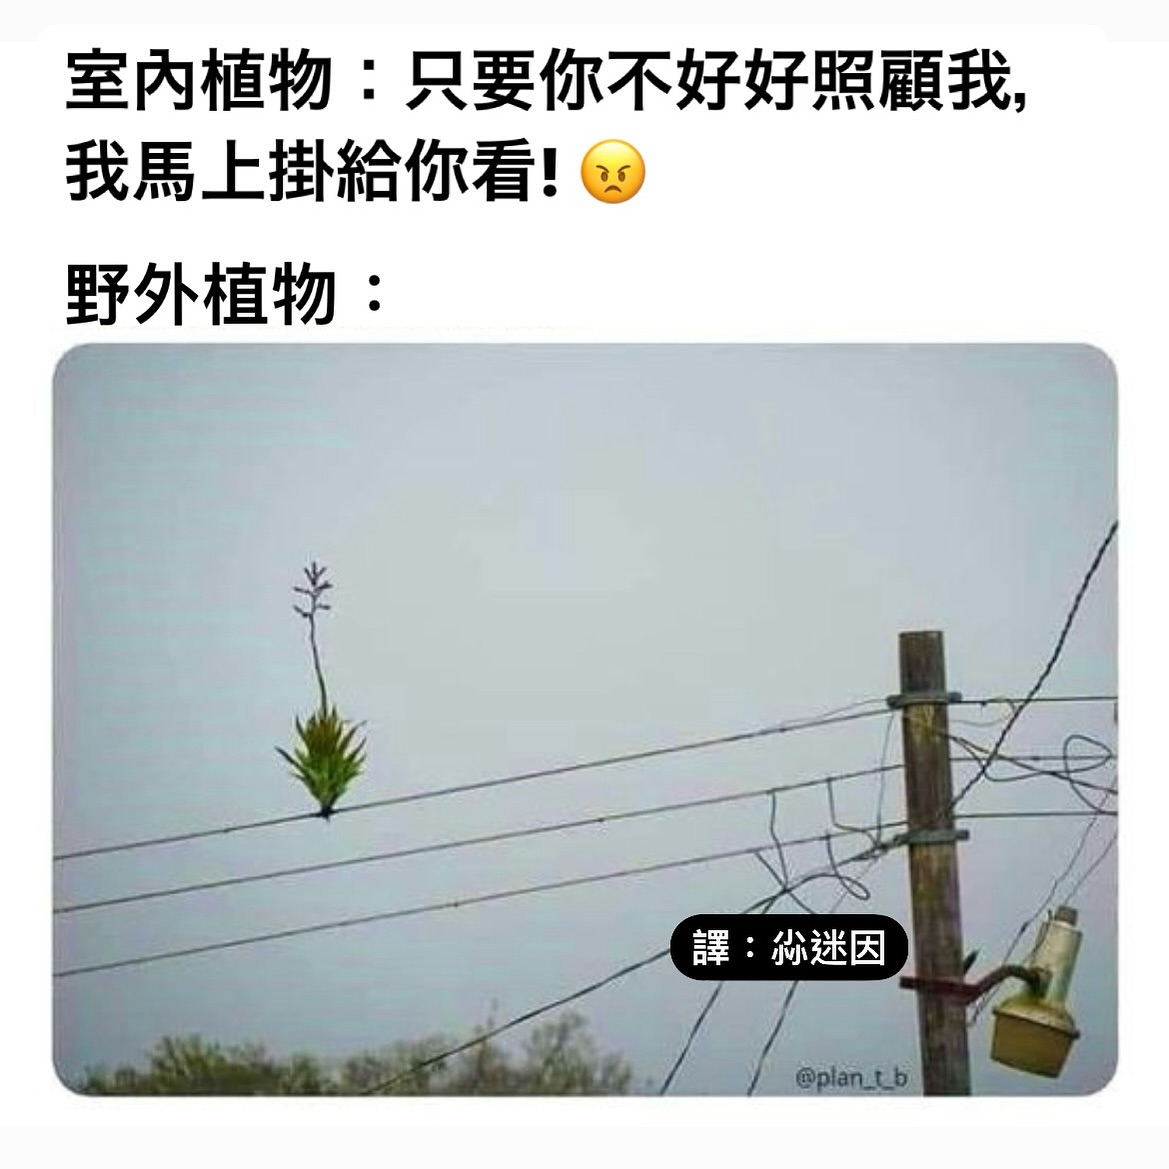 室內植物：只要你不好好照顧我,
我馬上掛給你看! 😠
野外植物：
譯：尛迷因
@plan_t_b